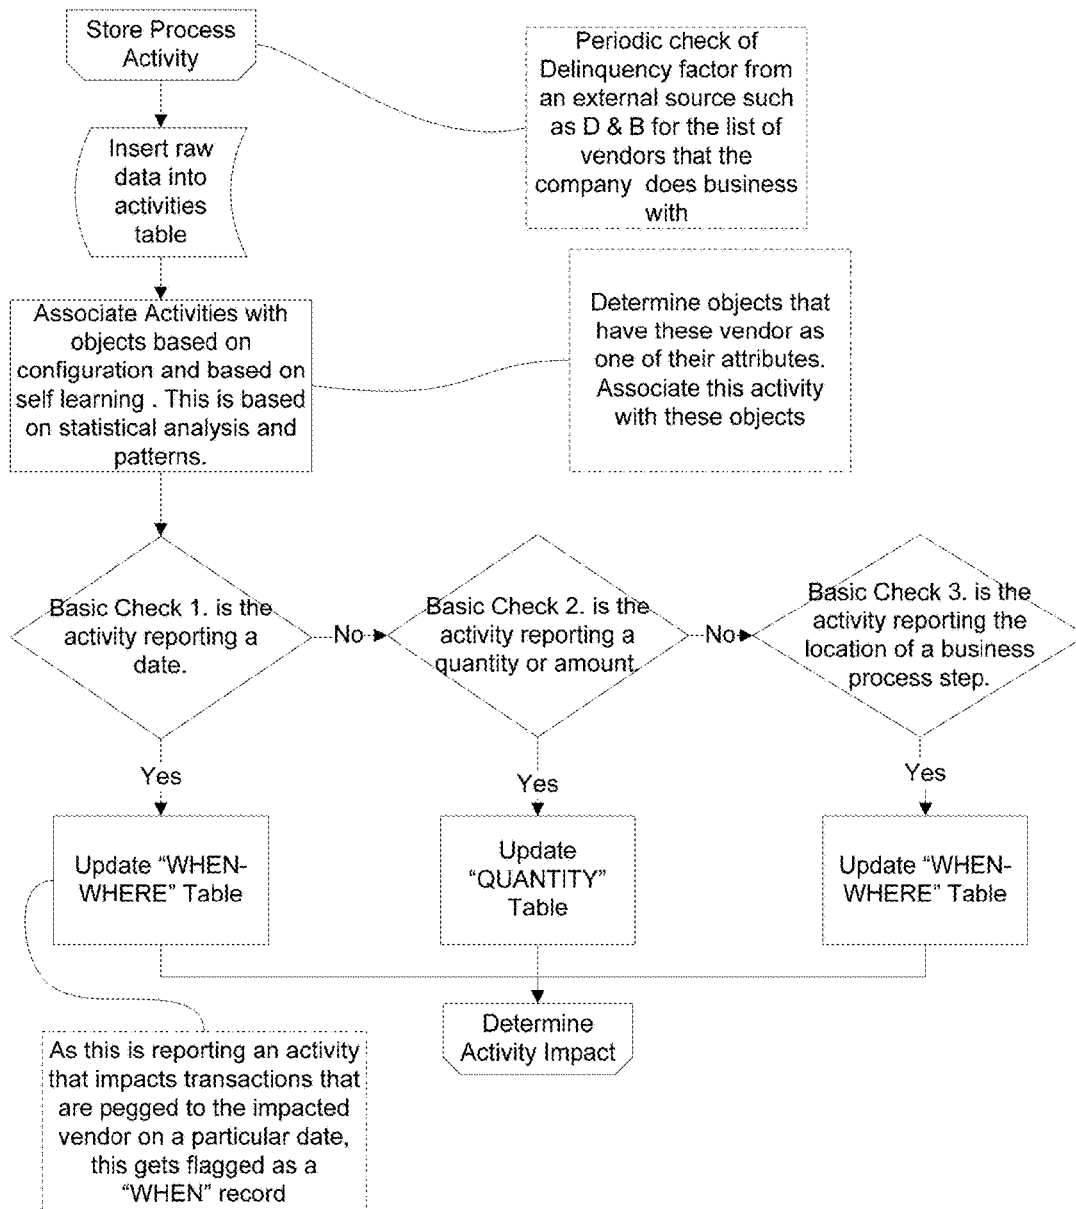 Store Process
Activity
Periodic check of
Delinquency factor from
an external source such
as D & B for the list of
vendors that the
company does business
with
Insert raw
data into
activities
table
Associate Activities with
objects based on
configuration and based on
self learning . This is based
on statistical analysis and
patterns.
Determine objects that
have these vendor as
one of their attributes.
Associate this activity
with these objects
Basic Check 1. is the
activity reporting a
date.
No
Basic Check 2. is the
activity reporting a
quantity or amount.
No
Basic Check 3. is the
activity reporting the
location of a business
process step.
Yes
Yes
Yes
Update “WHEN-
WHERE” Table
Update
“QUANTITY”
Table
Update “WHEN-
WHERE” Table
Determine
Activity Impact
As this is reporting an activity
that impacts transactions that
are pegged to the impacted
vendor on a particular date,
this gets flagged as a
“WHEN” record